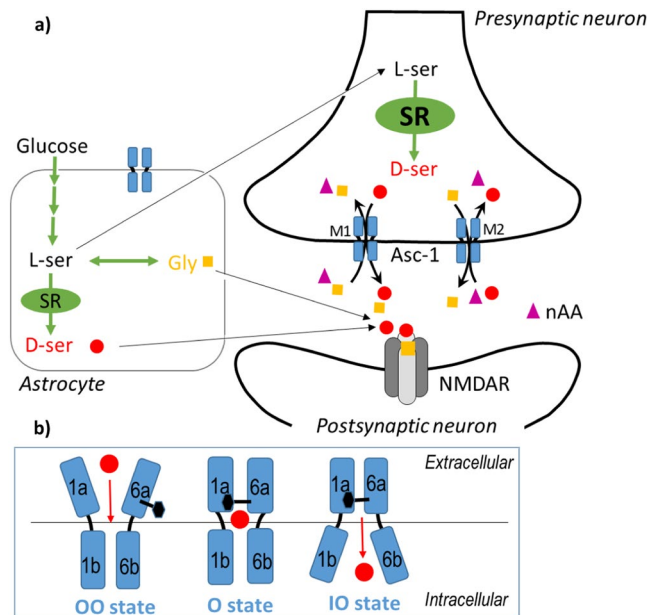 a)
Presynaptic neuron
L-ser
SR
D-ser
Glucose
L-ser
Gly
SR
D-ser
Astrocyte
M1
M2
Asc-1
nAA
NMDAR
Postsynaptic neuron
b)
Extracellular
1a 6a 1a 6a 1a 6a
1b 6b 1b 6b 1b 6b
OO state O state IO state
Intracellular